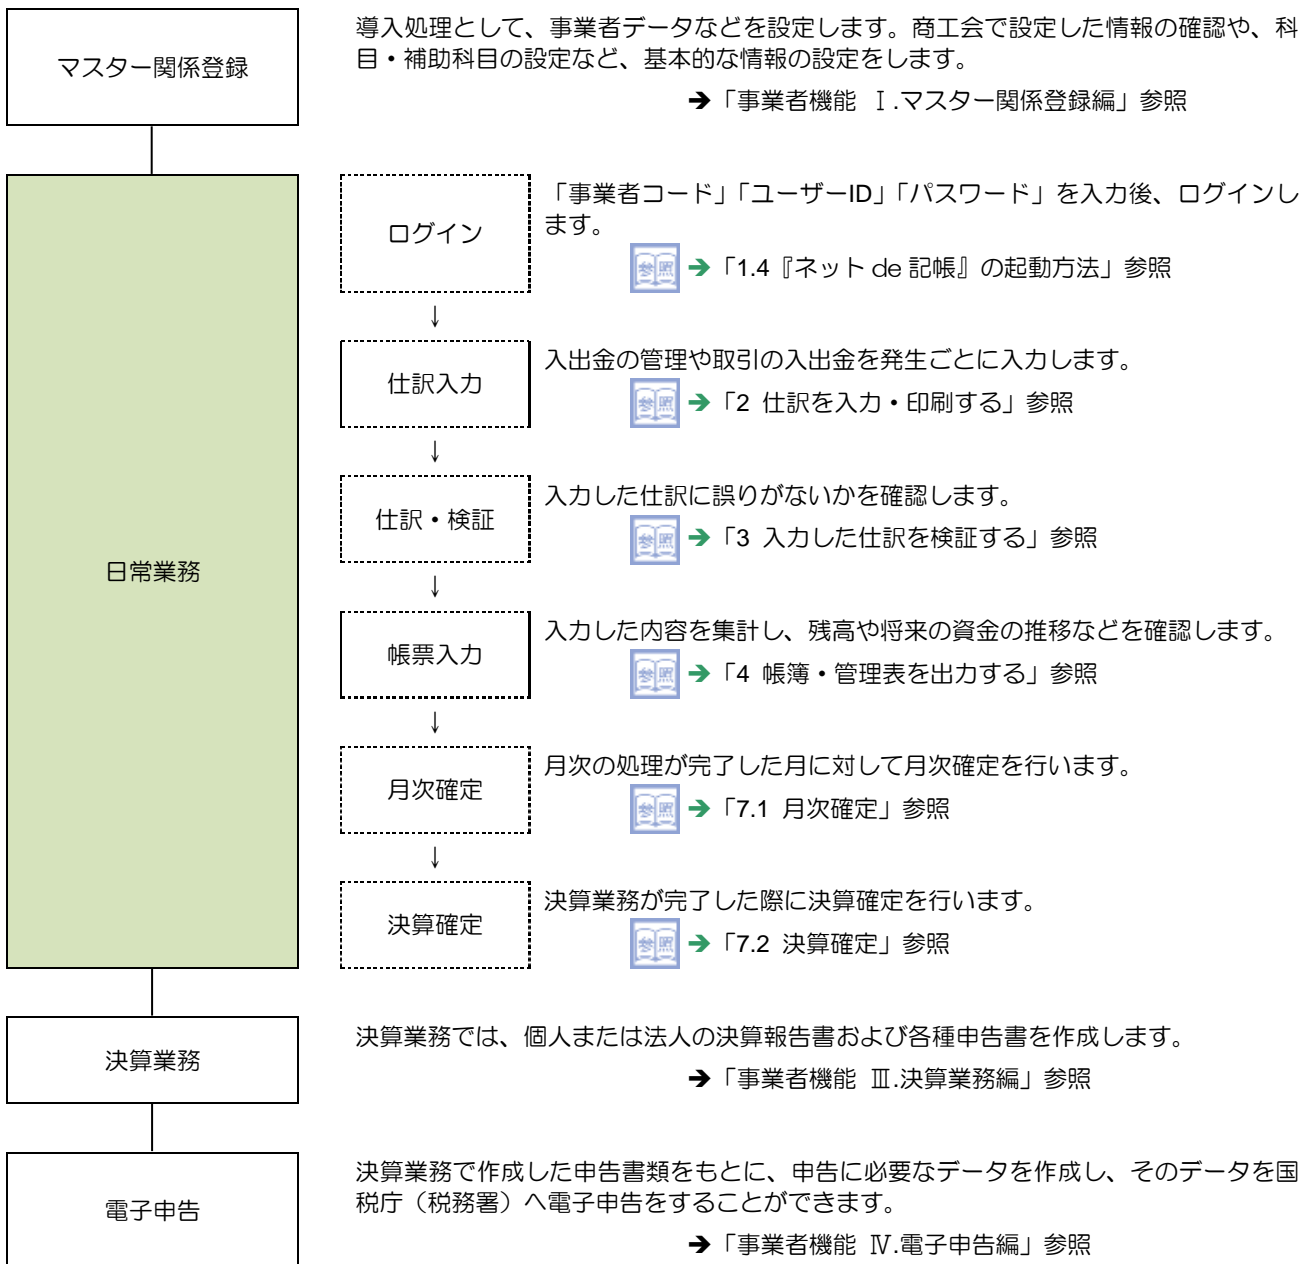 マスター関係登録
導入処理として、事業者データなどを設定します。商工会で設定した情報の確認や、科
目・補助科目の設定など、基本的な情報の設定をします。
➔「事業者機能 Ⅰ.マスター関係登録編」参照
日常業務
ログイン
「事業者コード」「ユーザーID」「パスワード」を入力後、ログインし
ます。
参照 ➔「1.4『ネット de 記帳』の起動方法」参照
↓
仕訳入力
入出金の管理や取引の入出金を発生ごとに入力します。
参照 ➔「2 仕訳を入力・印刷する」参照
↓
仕訳・検証
入力した仕訳に誤りがないかを確認します。
参照 ➔「3 入力した仕訳を検証する」参照
↓
帳票入力
入力した内容を集計し、残高や将来の資金の推移などを確認します。
参照 ➔「4 帳簿・管理表を出力する」参照
↓
月次確定
月次の処理が完了した月に対して月次確定を行います。
参照 ➔「7.1 月次確定」参照
↓
決算確定
決算業務が完了した際に決算確定を行います。
参照 ➔「7.2 決算確定」参照
決算業務
決算業務では、個人または法人の決算報告書および各種申告書を作成します。
➔「事業者機能 Ⅲ.決算業務編」参照
電子申告
決算業務で作成した申告書類をもとに、申告に必要なデータを作成し、そのデータを国
税庁（税務署）へ電子申告をすることができます。
➔「事業者機能 Ⅳ.電子申告編」参照